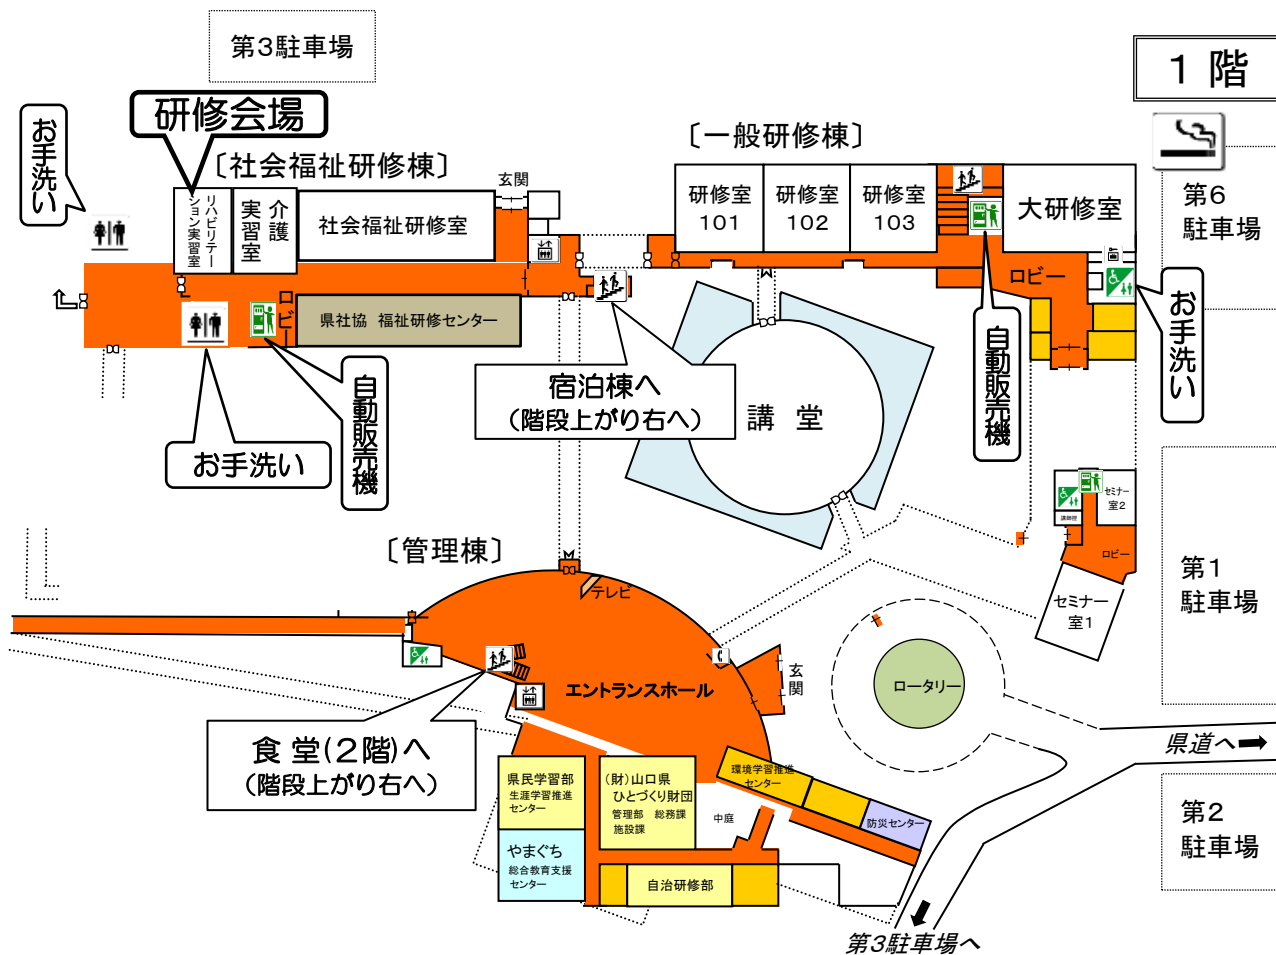 第3駐車場
1 階
研修会場
お手洗い
〔一般研修棟〕
〔社会福祉研修棟〕
玄関
リハビリテー
ション実習室
介護
実習室
社会福祉研修室
研修室
101
研修室
102
研修室
103
大研修室
第6
駐車場
ロビー
ロビー
県社協 福祉研修センター
自動販売機
お手洗い
宿泊棟へ
(階段上がり右へ)
講 堂
自動販売機
お手洗い
セミナー
室2
講師控
ロビー
セミナー
室1
第1
駐車場
〔管理棟〕
テレビ
エントランスホール
玄関
ロータリー
県道へ
食 堂(2階)へ
(階段上がり右へ)
県民学習部
生涯学習推進
センター
(財)山口県
ひとづくり財団
管理部 総務課
施設課
環境学習推進
センター
防災センター
中庭
やまぐち
総合教育支援
センター
自治研修部
第2
駐車場
第3駐車場へ